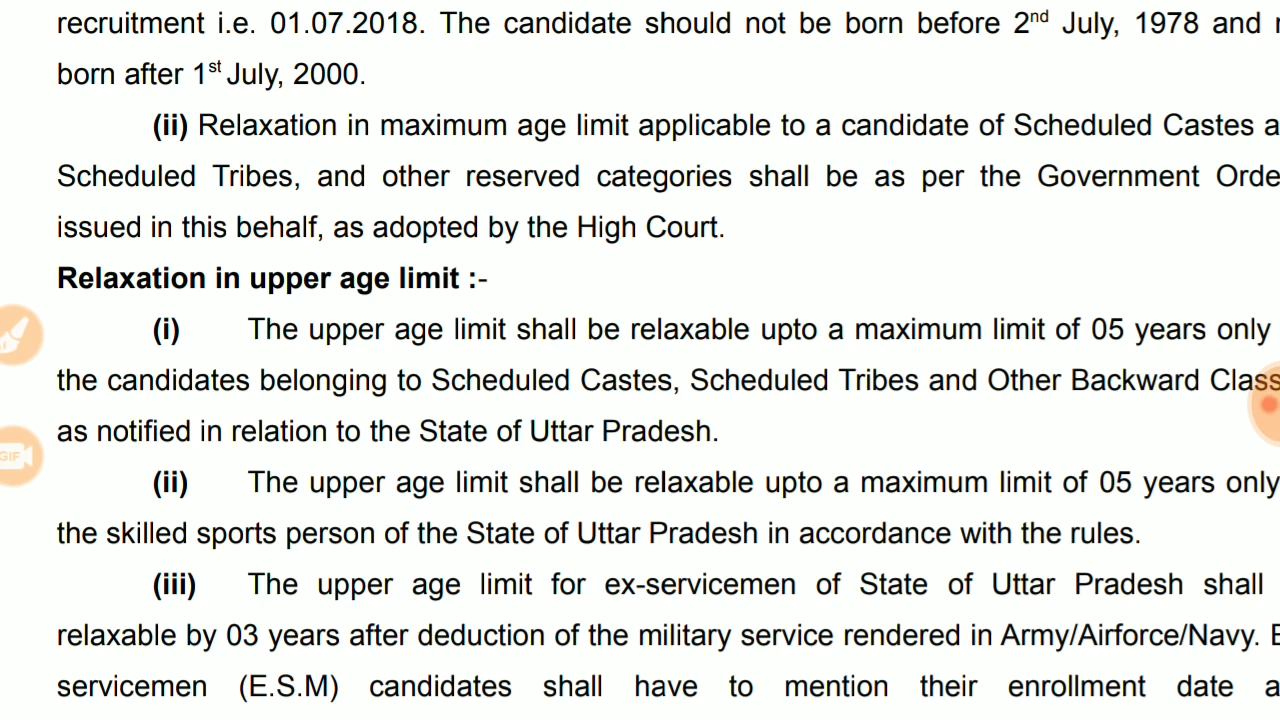 recruitment i.e. 01.07.2018. The candidate should not be born before 2nd July, 1978 and
born after 1st July, 2000.
(ii) Relaxation in maximum age limit applicable to a candidate of Scheduled Castes a
Scheduled Tribes, and other reserved categories shall be as per the Government Orde
issued in this behalf, as adopted by the High Court.
Relaxation in upper age limit :-
(i) The upper age limit shall be relaxable upto a maximum limit of 05 years only
the candidates belonging to Scheduled Castes, Scheduled Tribes and Other Backward Class
as notified in relation to the State of Uttar Pradesh.
GIF
(ii) The upper age limit shall be relaxable upto a maximum limit of 05 years only
the skilled sports person of the State of Uttar Pradesh in accordance with the rules.
(iii) The upper age limit for ex-servicemen of State of Uttar Pradesh shall
relaxable by 03 years after deduction of the military service rendered in Army/Airforce/Navy. E
servicemen (E.S.M) candidates shall have to mention their enrollment date a